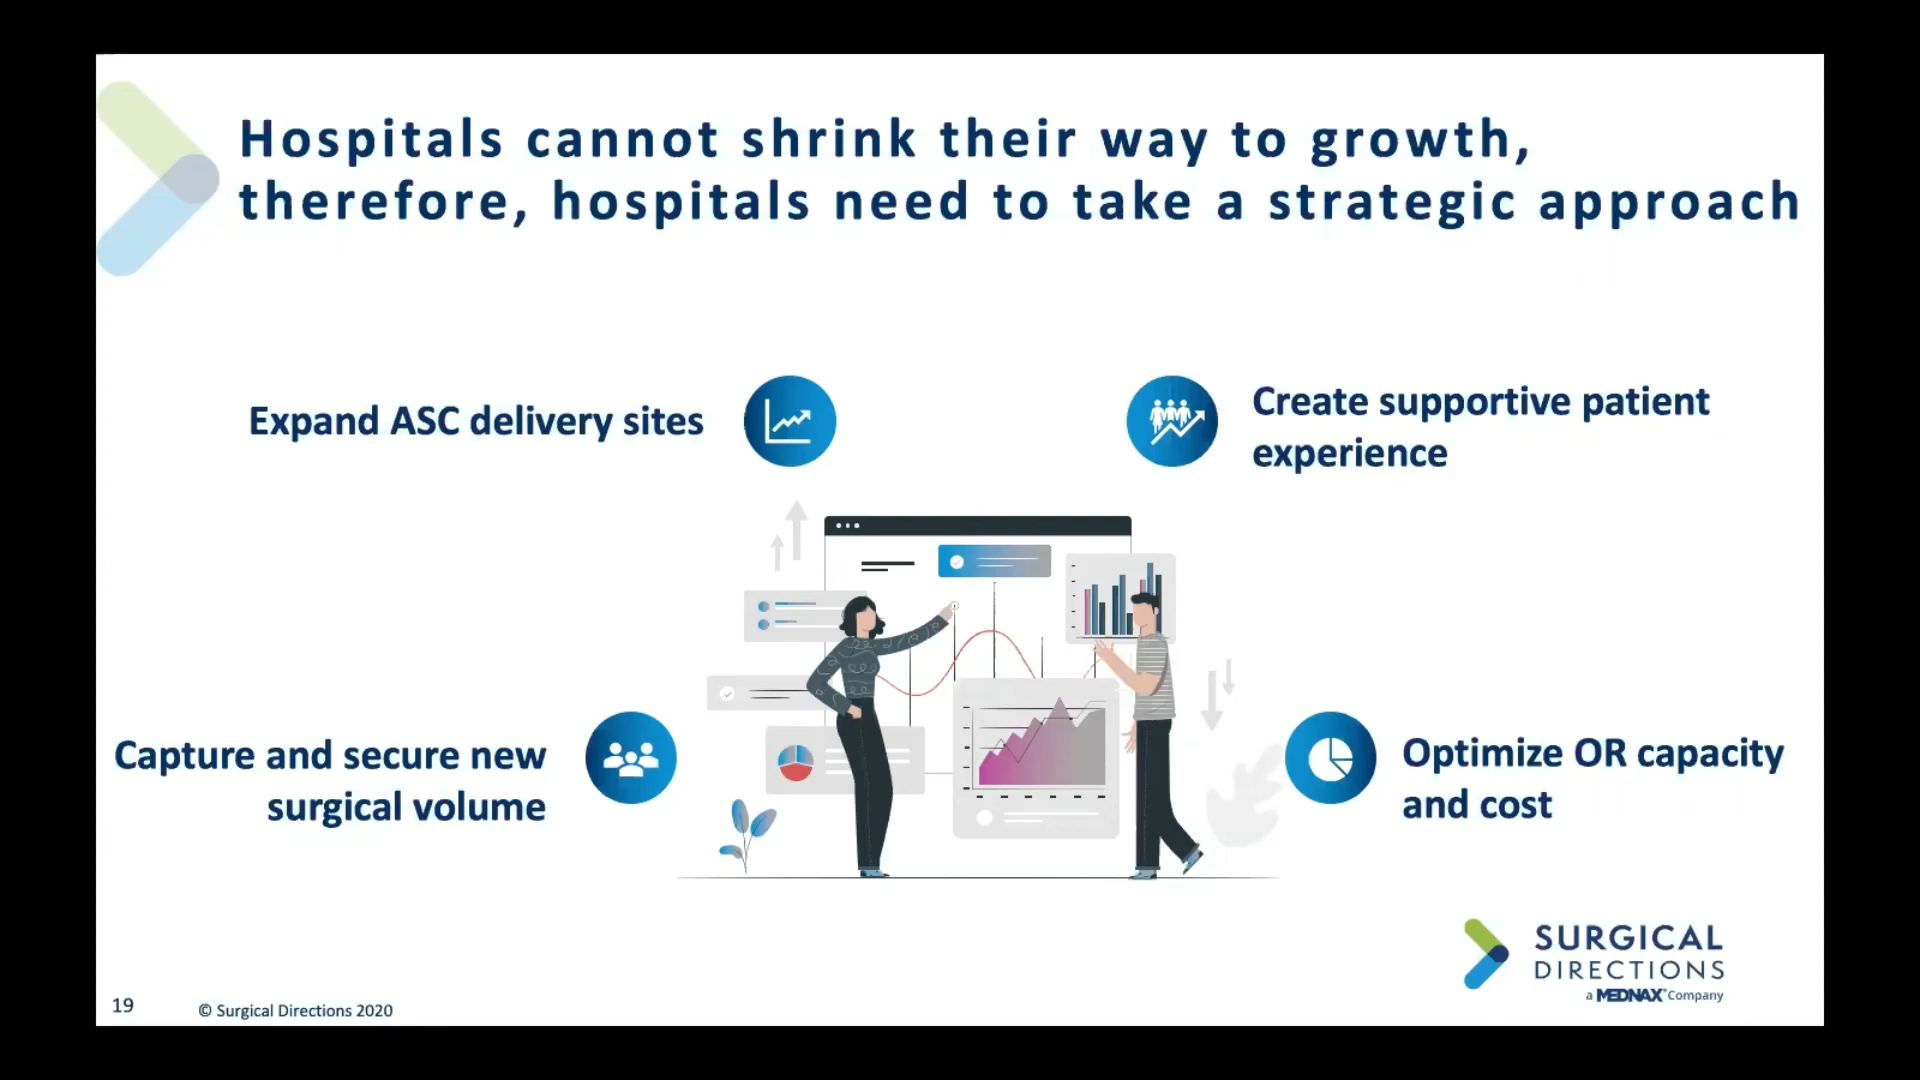 Hospitals cannot shrink their way to growth,
therefore, hospitals need to take a strategic approach
Expand ASC delivery sites
Create supportive patient
experience
Capture and secure new
surgical volume
Optimize OR capacity
and cost
SURGICAL
DIRECTIONS
a MEDNAX® Company
19
© Surgical Directions 2020